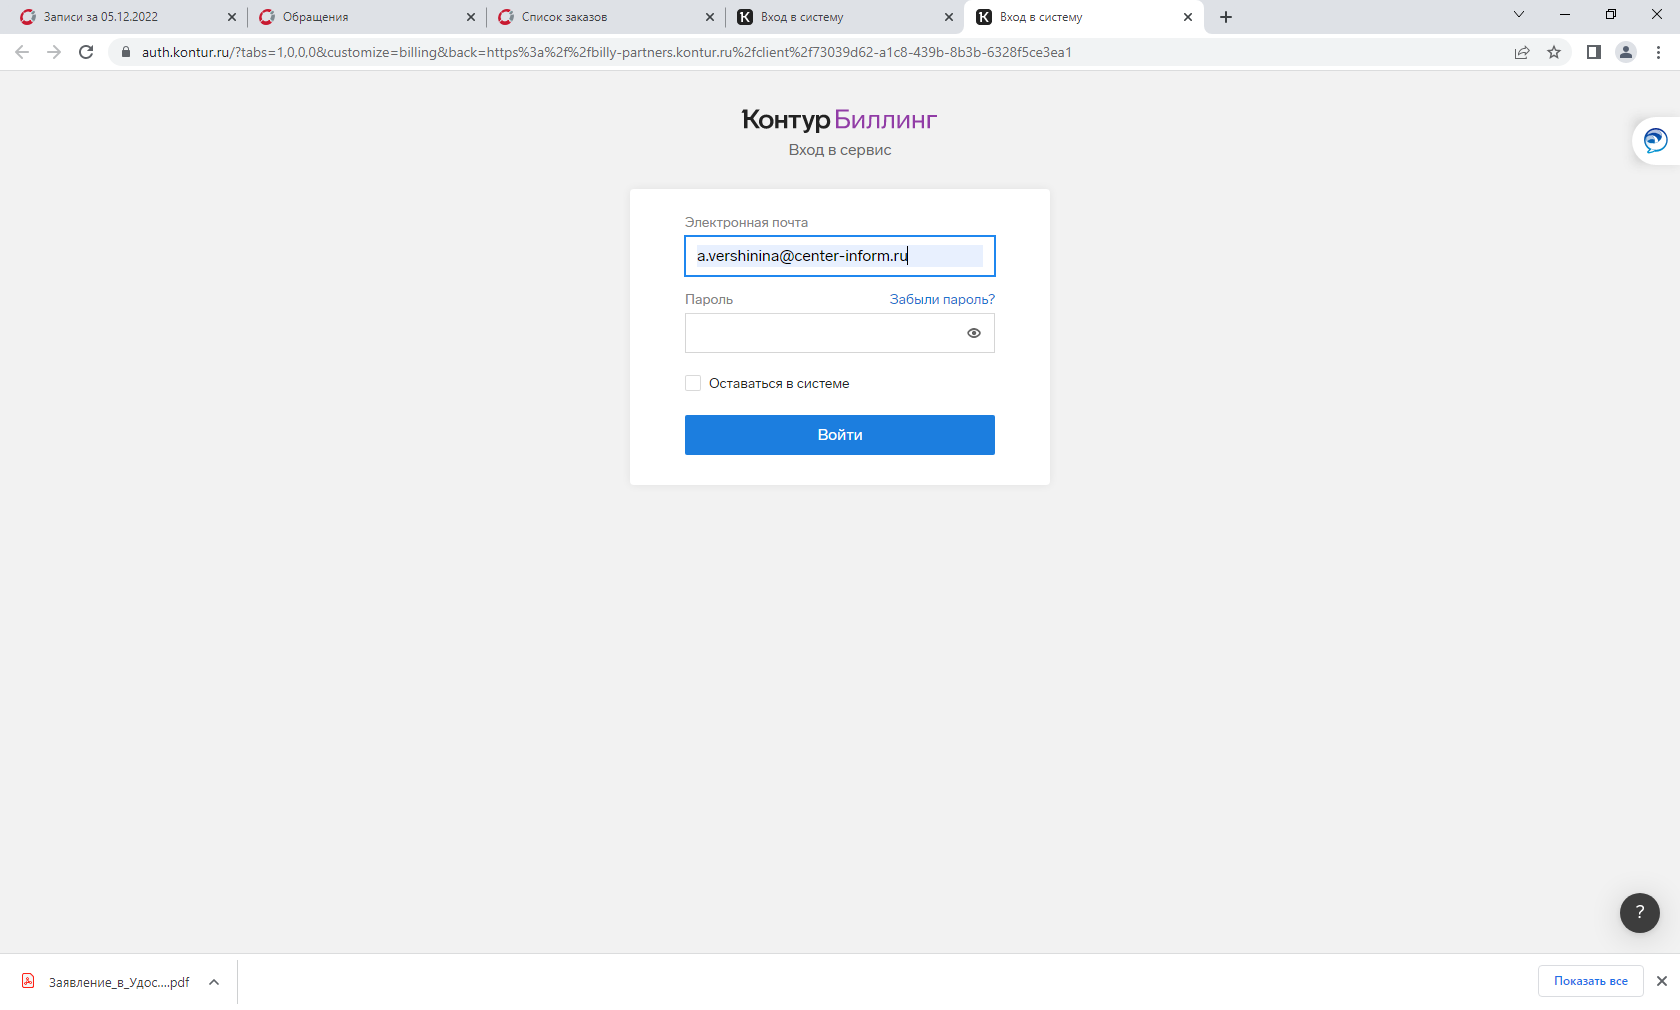 Записи за 05.12.2022
Обращения
Список заказов
Вход в систему
Вход в систему
auth.kontur.ru/?tabs=1,0,0,0&customize=billing&back=https%3a%2f%2fbilly-partners.kontur.ru%2fclient%2f73039d62-a1c8-439b-8b3b-6328f5ce3ea1
Контур Биллинг
Вход в сервис
Электронная почта
a.vershinina@center-inform.ru
Пароль
Забыли пароль?
Оставаться в системе
Войти
?
Заявление_в_Удос....pdf
Показать все